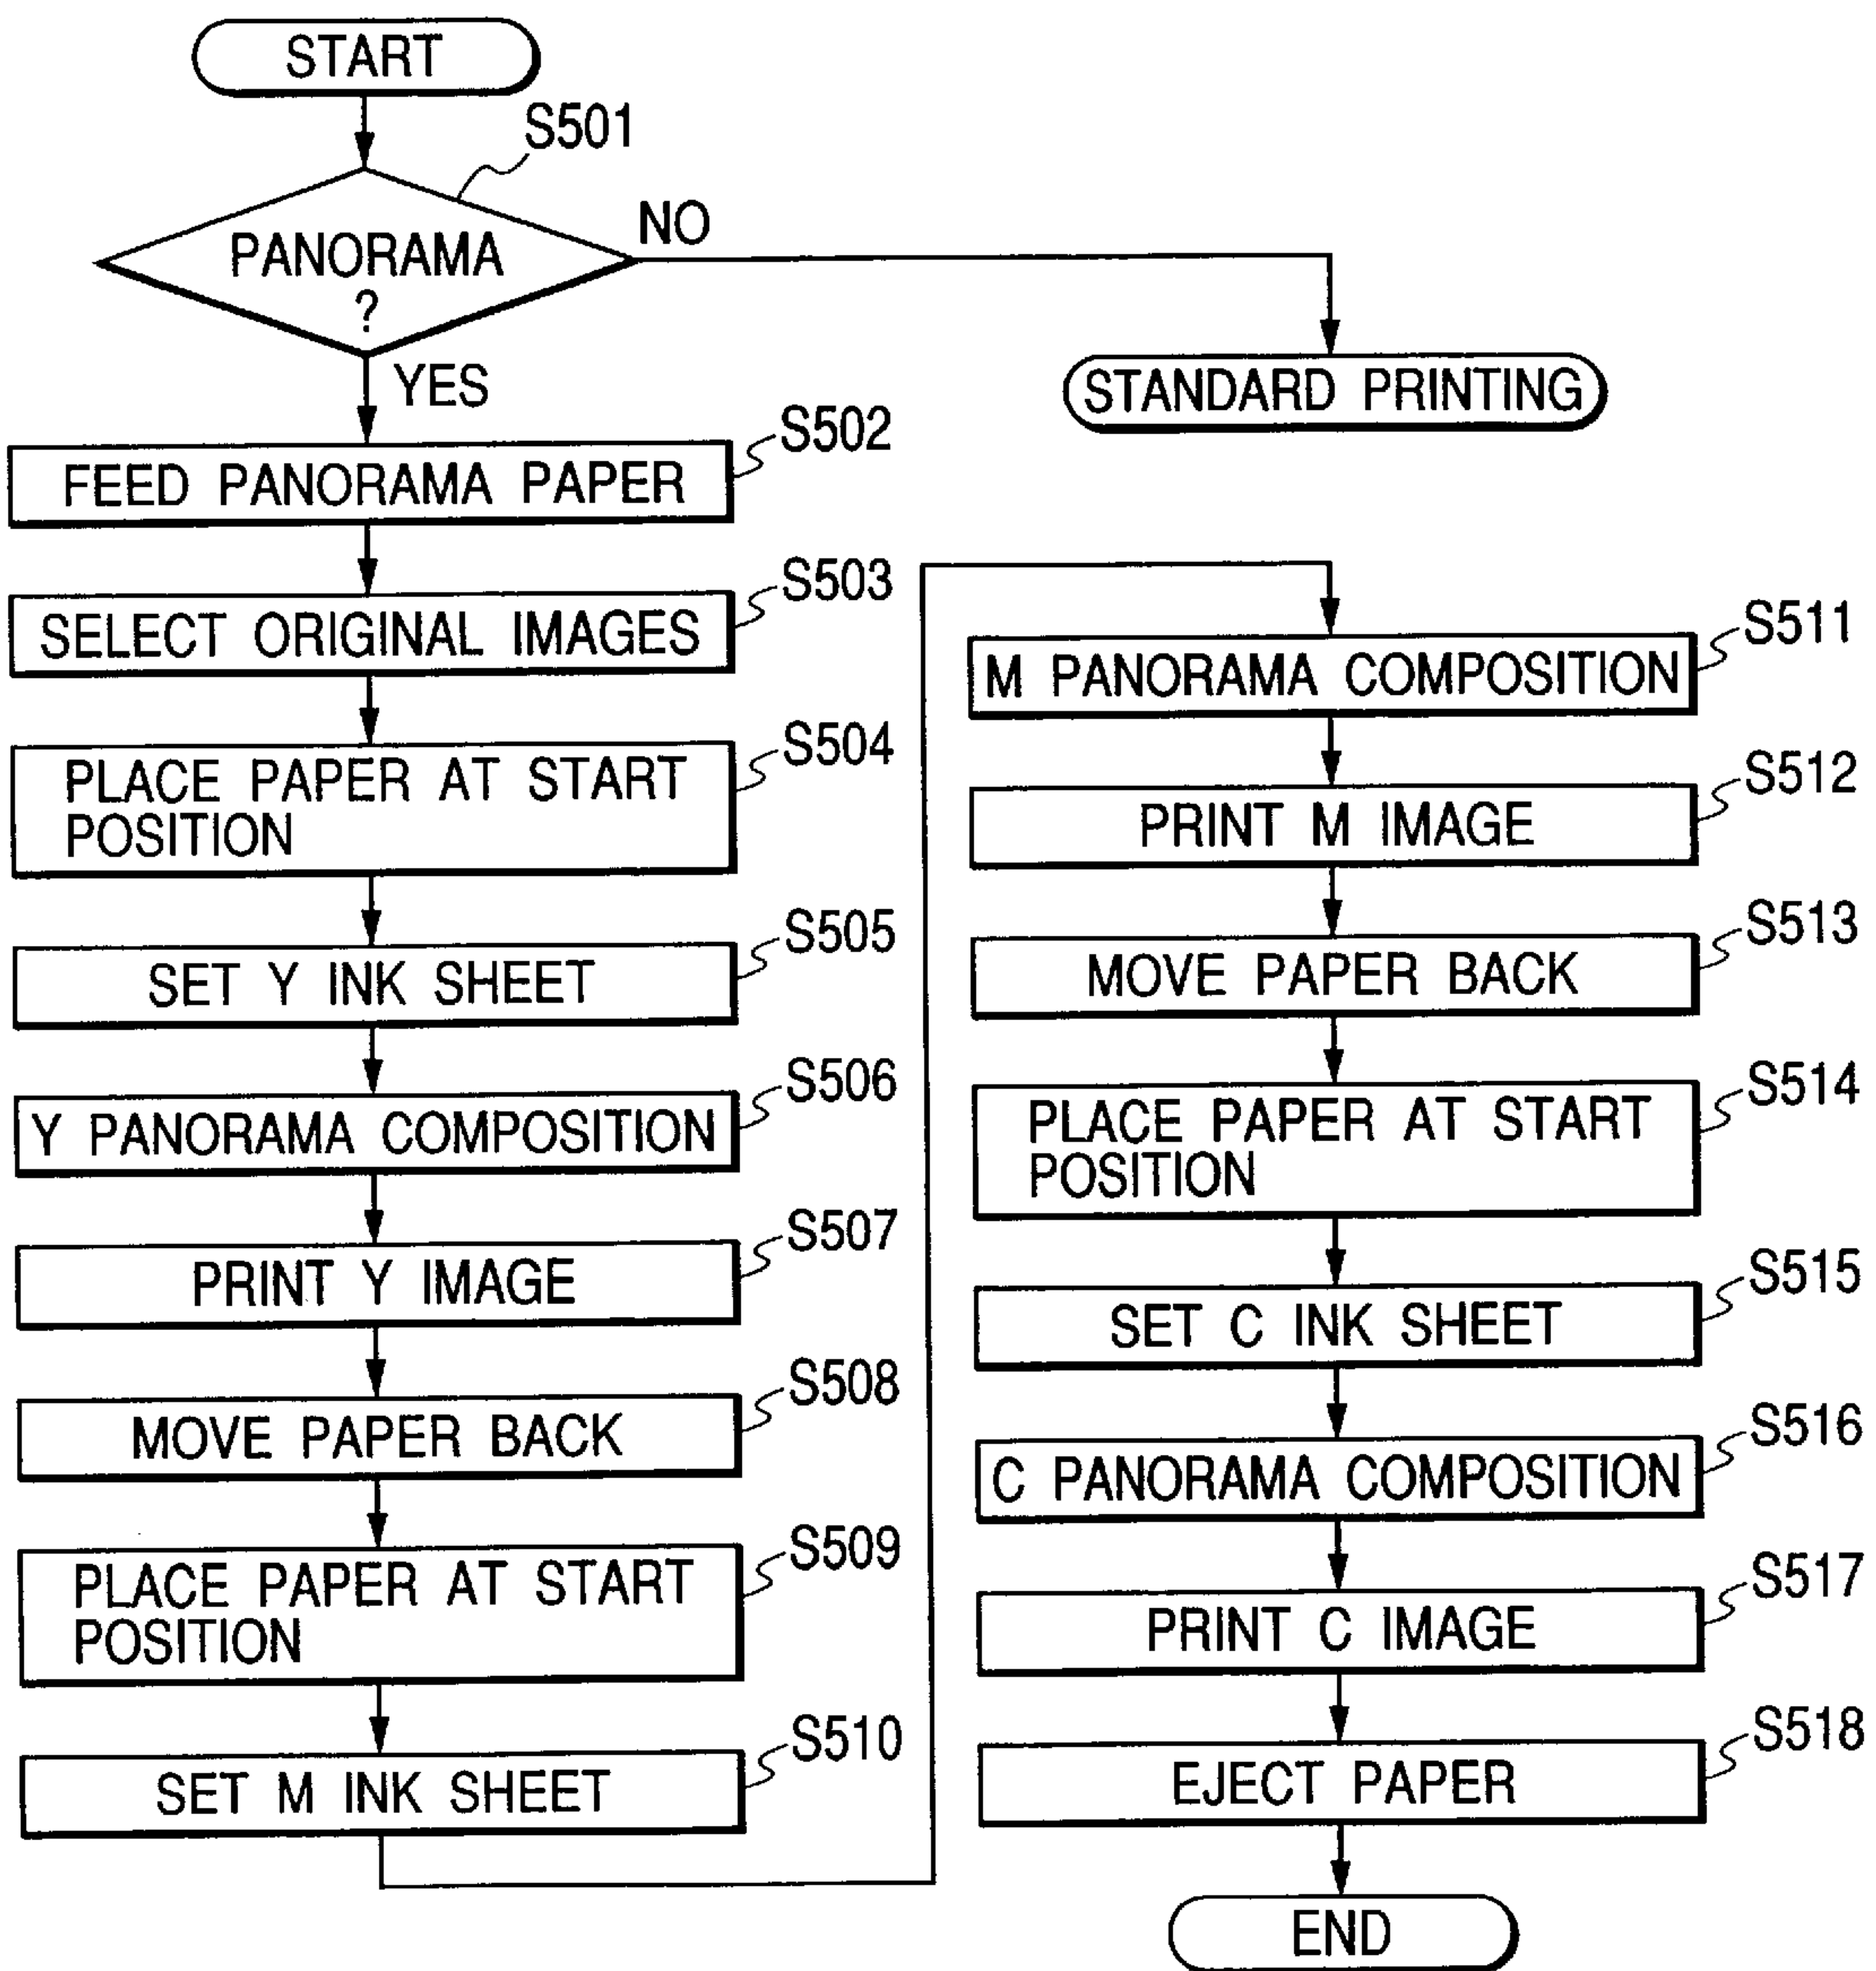 START
S501
PANORAMA
?
NO
YES
STANDARD PRINTING
S502
FEED PANORAMA PAPER
S503
SELECT ORIGINAL IMAGES
S504
PLACE PAPER AT START
POSITION
S505
SET Y INK SHEET
S506
Y PANORAMA COMPOSITION
S507
PRINT Y IMAGE
S508
MOVE PAPER BACK
S509
PLACE PAPER AT START
POSITION
S510
SET M INK SHEET
S511
M PANORAMA COMPOSITION
S512
PRINT M IMAGE
S513
MOVE PAPER BACK
S514
PLACE PAPER AT START
POSITION
S515
SET C INK SHEET
S516
C PANORAMA COMPOSITION
S517
PRINT C IMAGE
S518
EJECT PAPER
END